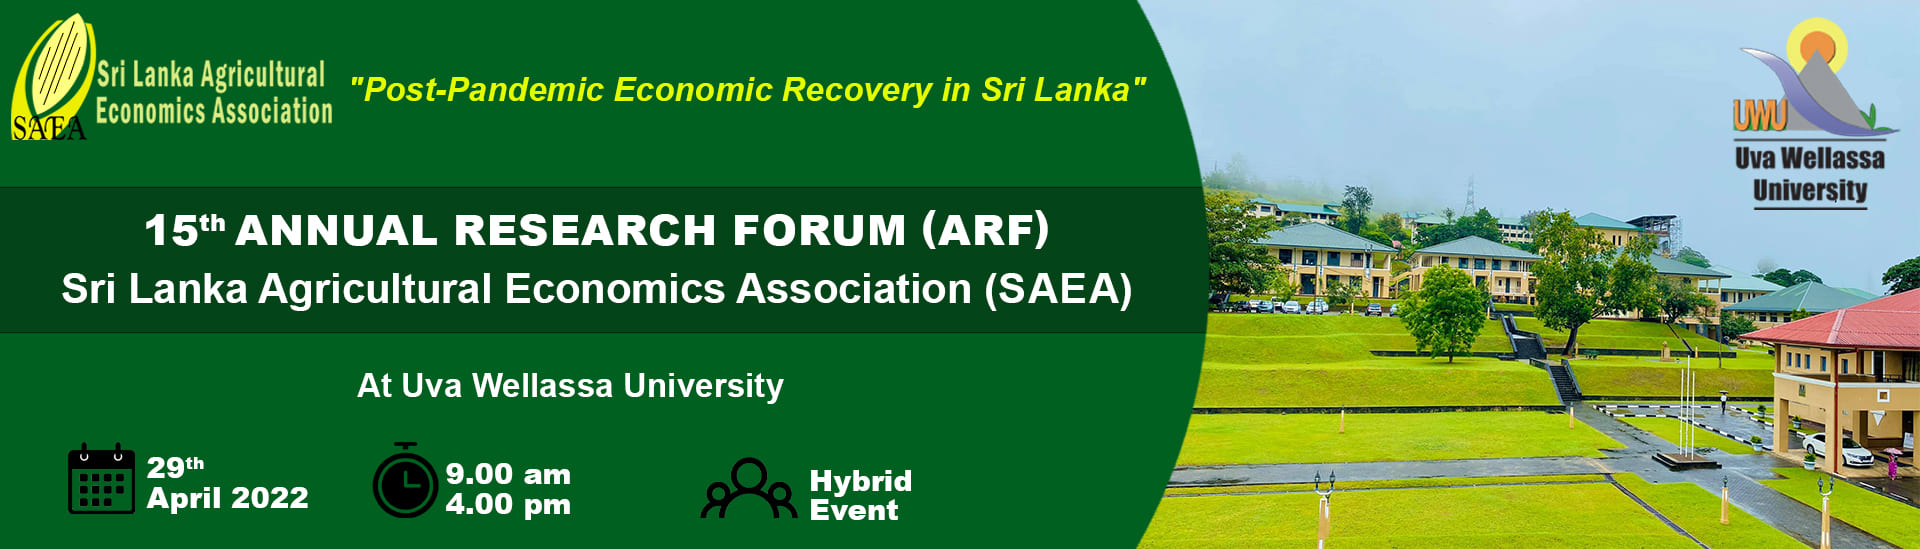 Sri Lanka Agricultural
Economics Association
SAEA
"Post-Pandemic Economic Recovery in Sri Lanka"
UWU
Uva Wellassa
University
15th ANNUAL RESEARCH FORUM (ARF)
Sri Lanka Agricultural Economics Association (SAEA)
At Uva Wellassa University
29th
April 2022
9.00 am
4.00 pm
Hybrid
Event